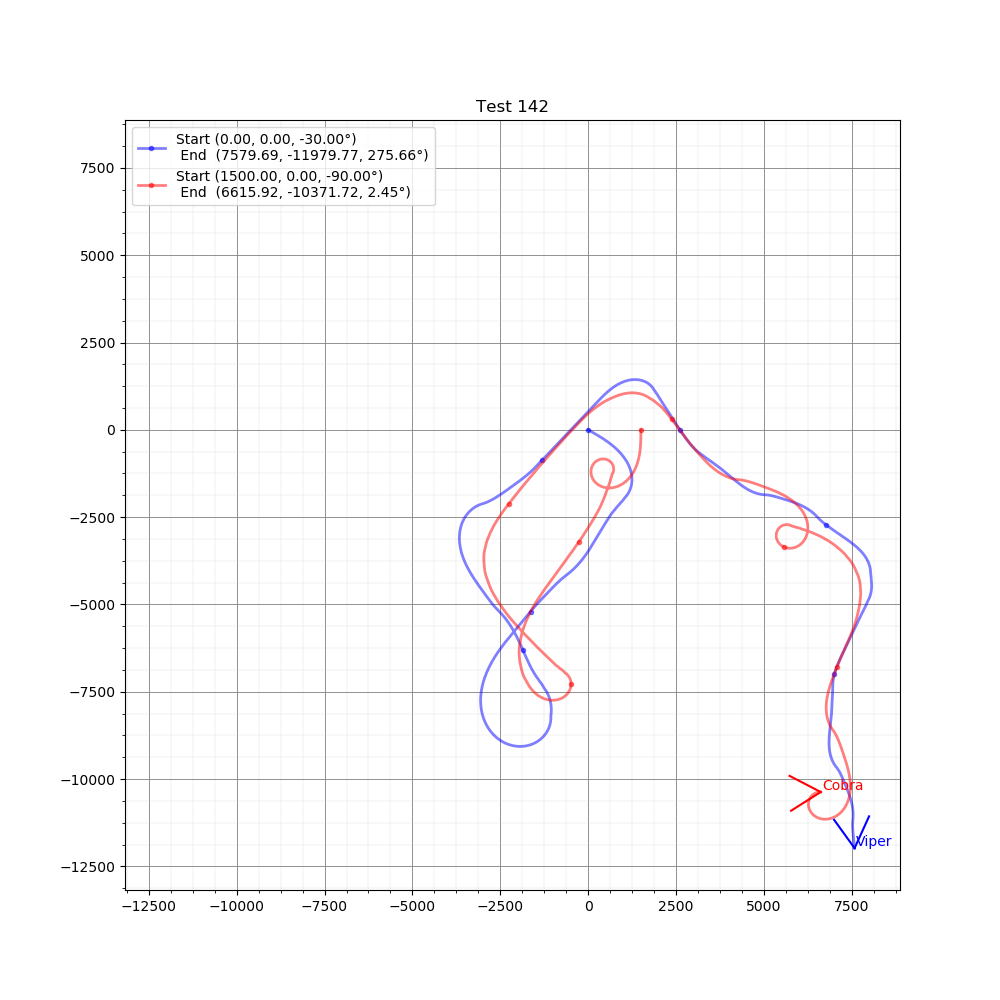 Test 142
Start (0.00, 0.00, -30.00°)
End  (7579.69, -11979.77, 275.66°)
Start (1500.00, 0.00, -90.00°)
End  (6615.92, -10371.72, 2.45°)
7500
5000
2500
0
−2500
−5000
−7500
−10000
−12500
Cobra
Viper
−12500 −10000 −7500 −5000 −2500 0 2500 5000 7500